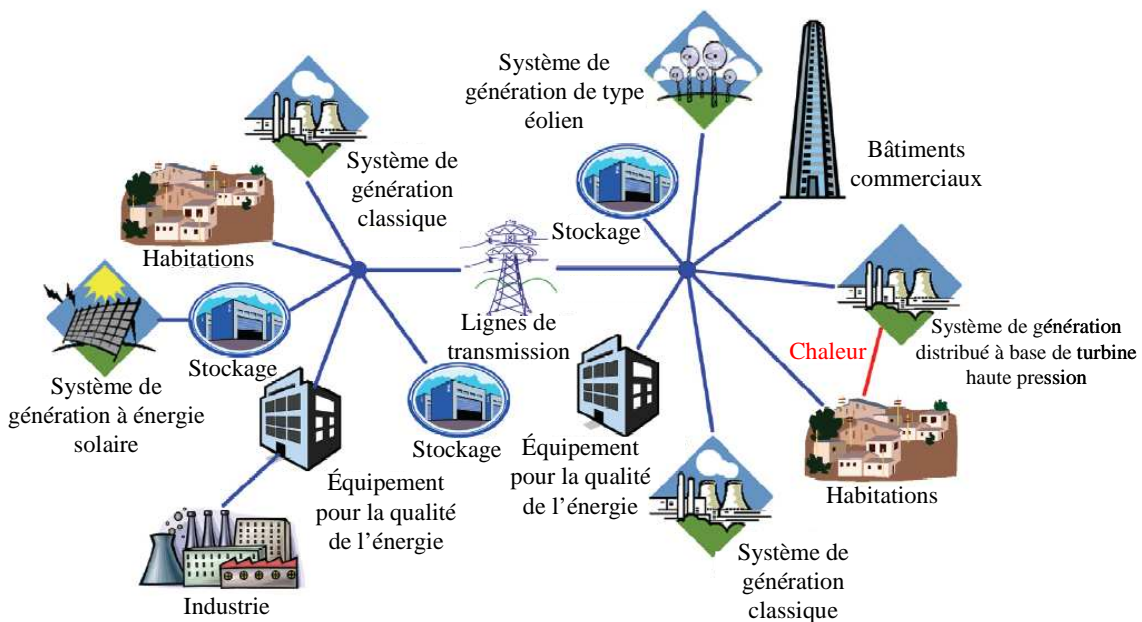 Système de
génération de type
éolien
Bâtiments
commerciaux
Système de
génération
classique
Stockage
Habitations
Lignes de
transmission
Stockage
Chaleur
Système de génération
distribué à base de turbine
haute pression
Système de
génération à énergie
solaire
Stockage
Équipement
pour la qualité
de l’énergie
Équipement
pour la qualité
de l’énergie
Habitations
Système de
génération
classique
Industrie